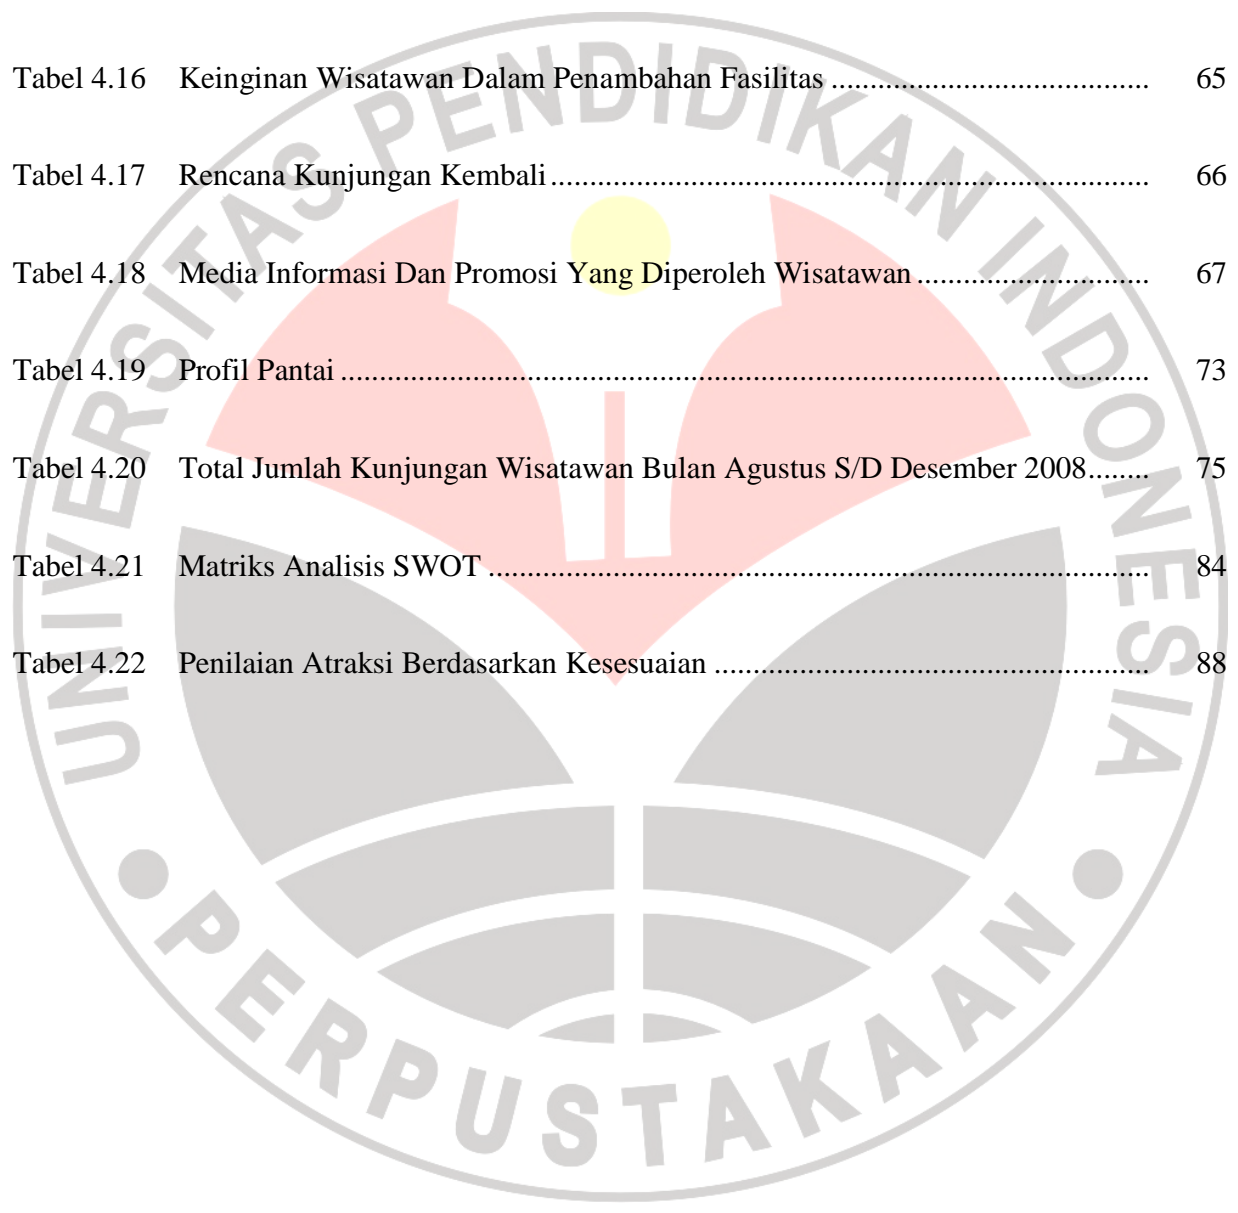 Tabel 4.16 Keinginan Wisatawan Dalam Penambahan Fasilitas ...................................... 65
Tabel 4.17 Rencana Kunjungan Kembali ........................................................................ 66
Tabel 4.18 Media Informasi Dan Promosi Yang Diperoleh Wisatawan ............................ 67
Tabel 4.19 Profil Pantai .................................................................................................. 73
Tabel 4.20 Total Jumlah Kunjungan Wisatawan Bulan Agustus S/D Desember 2008 ........ 75
Tabel 4.21 Matriks Analisis SWOT ................................................................................ 84
Tabel 4.22 Penilaian Atraksi Berdasarkan Kesesuaian .................................................... 88
UNIVERSITAS PENDIDIKAN INDONESIA
PERPUSTAKAAN